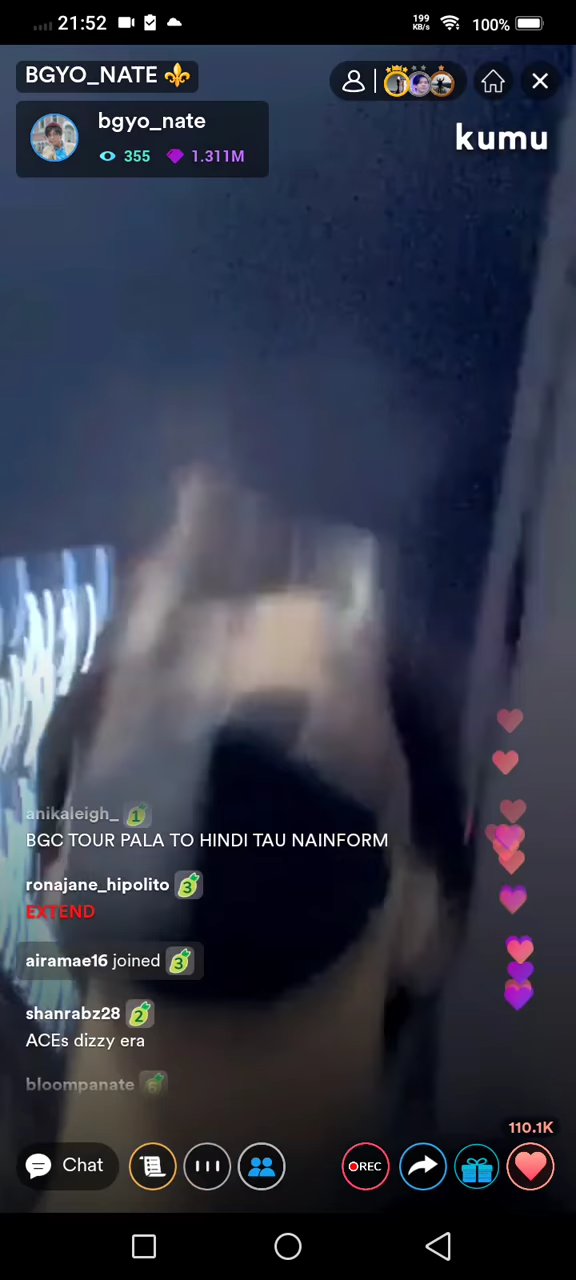 21:52
199
KB/s
100%
BGYO_NATE
bgyo_nate
355
1.311M
kumu
anikaleigh_ 1
BGC TOUR PALA TO HINDI TAU NAINFORM
ronajane_hipolito 3
EXTEND
airamae16 joined 3
shanrabz28 2
ACEs dizzy era
bloompanate 6
110.1K
Chat
REC